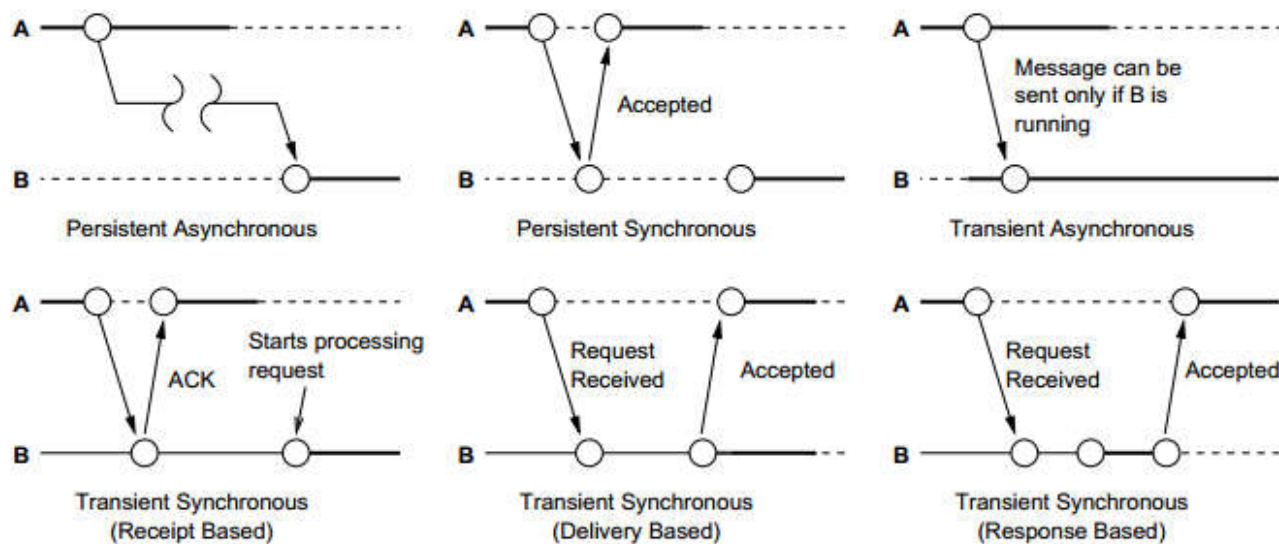 A
Accepted
B
Persistent Asynchronous
A
B
Persistent Synchronous
A
Message can be
sent only if B is
running
B
Transient Asynchronous
A
Starts processing
request
ACK
B
Transient Synchronous
(Receipt Based)
A
Request
Received
Accepted
B
Transient Synchronous
(Delivery Based)
A
Request
Received
Accepted
B
Transient Synchronous
(Response Based)